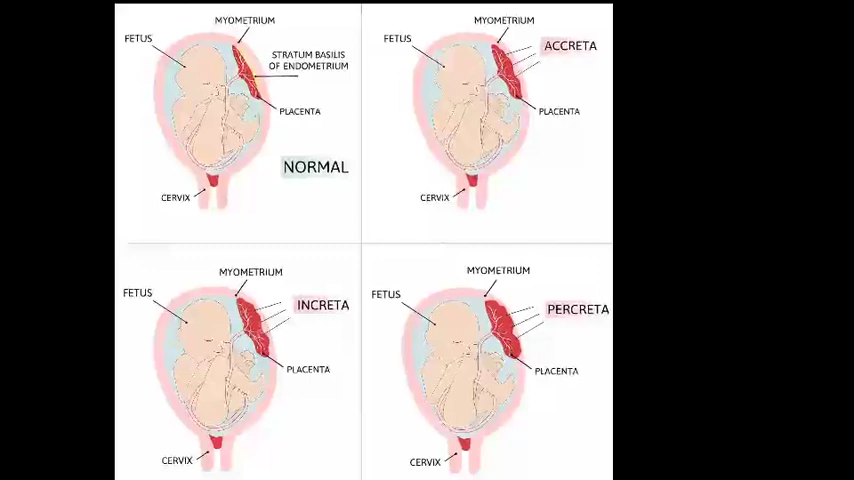 MYOMETRIUM
FETUS
STRATUM BASILIS
OF ENDOMETRIUM
PLACENTA
NORMAL
CERVIX
MYOMETRIUM
FETUS
ACCRETA
PLACENTA
CERVIX
MYOMETRIUM
FETUS
INCRETA
PLACENTA
CERVIX
MYOMETRIUM
FETUS
PERCRETA
PLACENTA
CERVIX